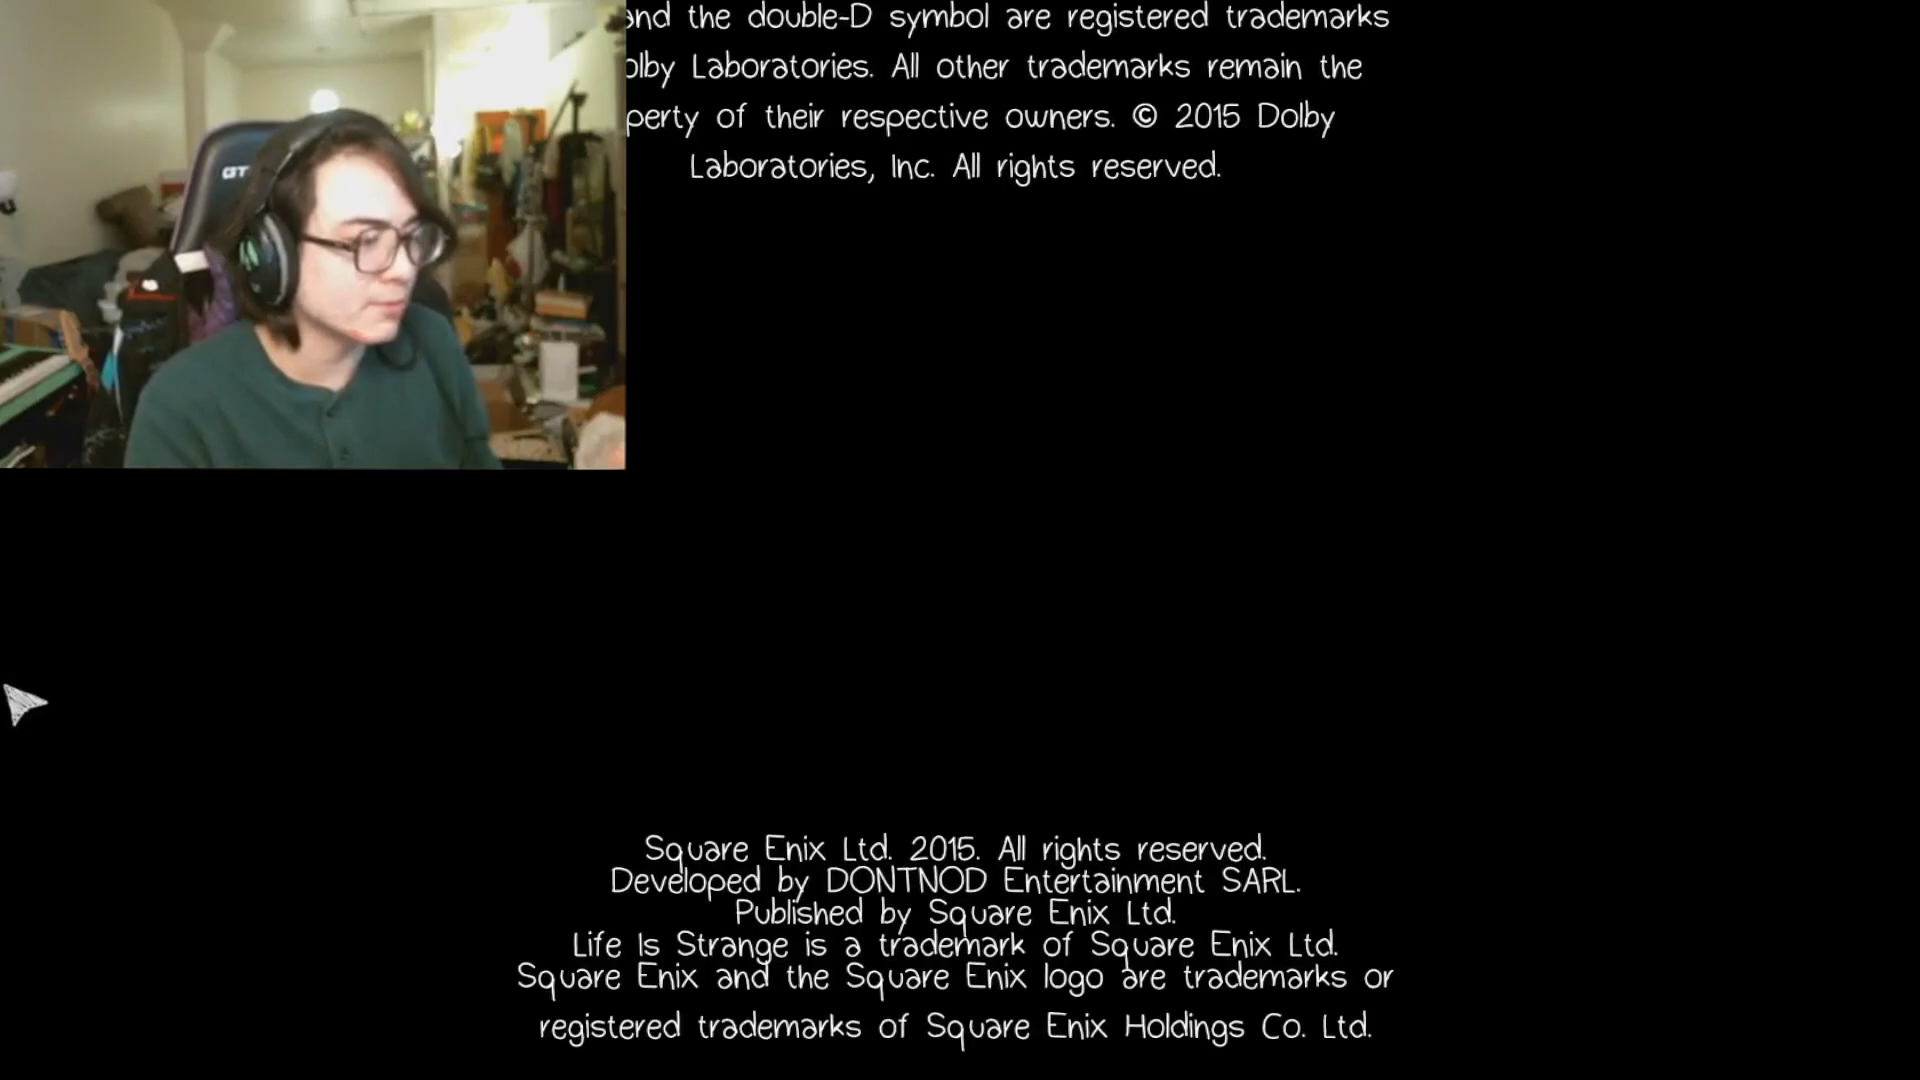 and the double-D symbol are registered trademarks
olby Laboratories. All other trademarks remain the
perty of their respective owners. © 2015 Dolby
Laboratories, Inc. All rights reserved.
GT
Square Enix Ltd. 2015. All rights reserved.
Developed by DONTNOD Entertainment SARL.
Published by Square Enix Ltd.
Life Is Strange is a trademark of Square Enix Ltd.
Square Enix and the Square Enix logo are trademarks or
registered trademarks of Square Enix Holdings Co. Ltd.